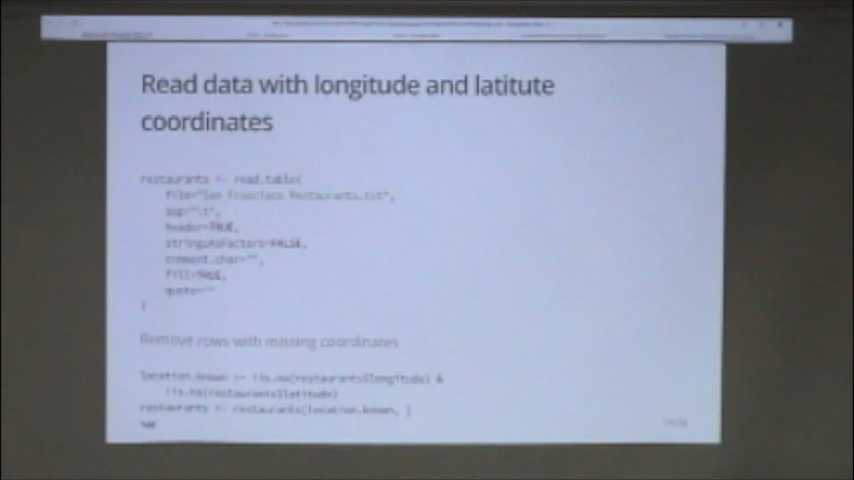 Read data with longitude and latitute
coordinates
restaurants <- read.table(
file="San Francisco Restaurants.txt",
sep="\t",
header=TRUE,
stringsAsFactors=FALSE,
comment.char="",
fill=TRUE,
quote=""
)
Remove rows with missing coordinates
location.known <- !is.na(restaurants$longitude) &
!is.na(restaurants$latitude)
restaurants <- restaurants[location.known, ]